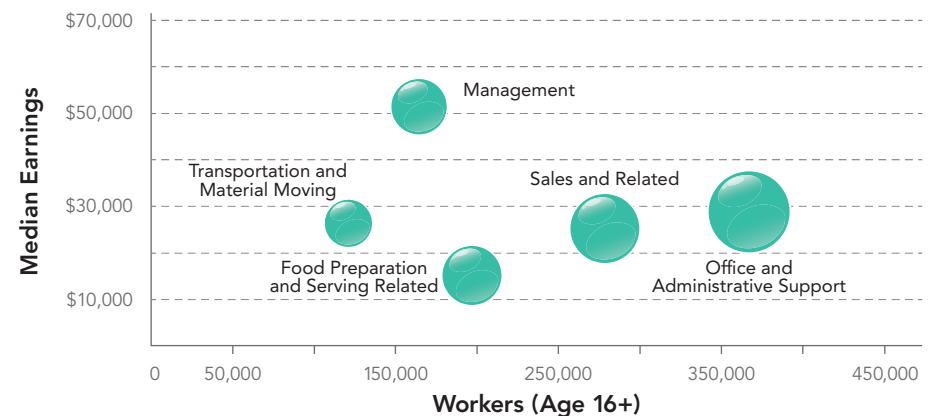 $70,000
Median Earnings
Management
$50,000
Transportation and
Material Moving
Sales and Related
$30,000
Food Preparation
and Serving Related
Office and
Administrative Support
$10,000
0 50,000 150,000 250,000 350,000 450,000
Workers (Age 16+)